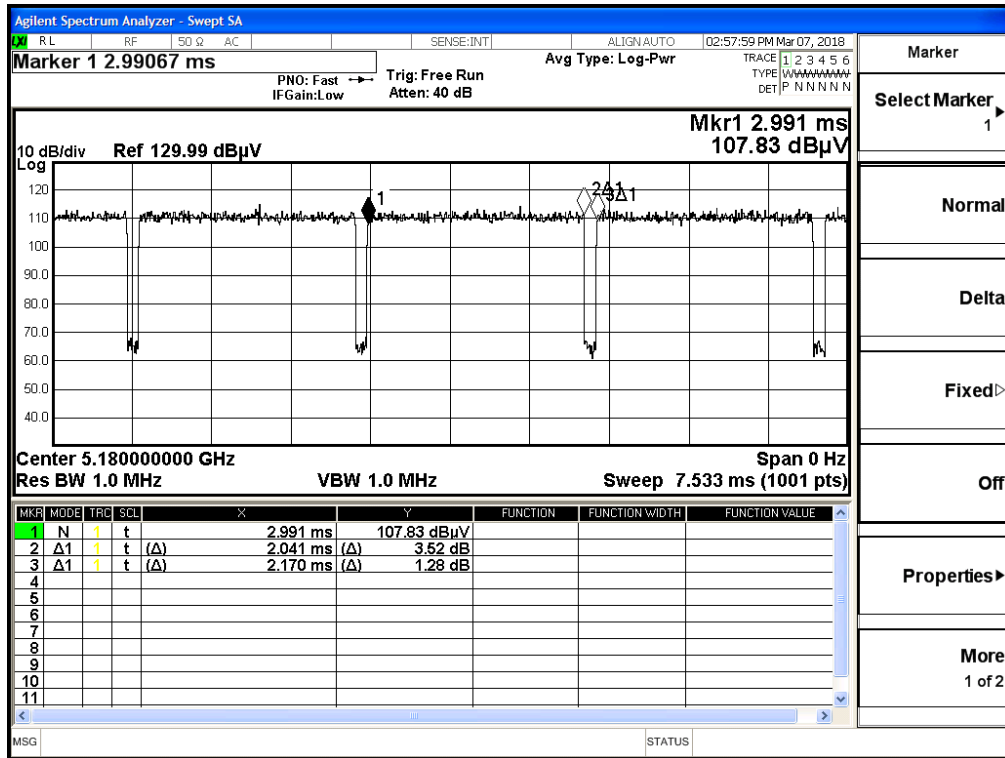 Agilent Spectrum Analyzer - Swept SA
LXI RL RF 50 Ω AC SENSE:INT ALIGN AUTO 02:57:59 PM Mar 07, 2018
Marker 1 2.99067 ms
PNO: Fast
IFGain:Low
Trig: Free Run
Atten: 40 dB
Avg Type: Log-Pwr
TRACE 1 2 3 4 5 6
TYPE WWWWWW
DET P N N N N N
Mkr1 2.991 ms
107.83 dBµV
10 dB/div Ref 129.99 dBµV
Log
120
110
100
90.0
80.0
70.0
60.0
50.0
40.0
1
2Δ1
3Δ1
Center 5.180000000 GHz Span 0 Hz
Res BW 1.0 MHz VBW 1.0 MHz Sweep 7.533 ms (1001 pts)
MKR MODE TRC SCL X Y FUNCTION FUNCTION WIDTH FUNCTION VALUE
1 N 1 t 2.991 ms 107.83 dBµV
2 Δ1 1 t (Δ) 2.041 ms (Δ) 3.52 dB
3 Δ1 1 t (Δ) 2.170 ms (Δ) 1.28 dB
4
5
6
7
8
9
10
11
MSG STATUS
Marker
Select Marker
1
Normal
Delta
Fixed
Off
Properties
More
1 of 2